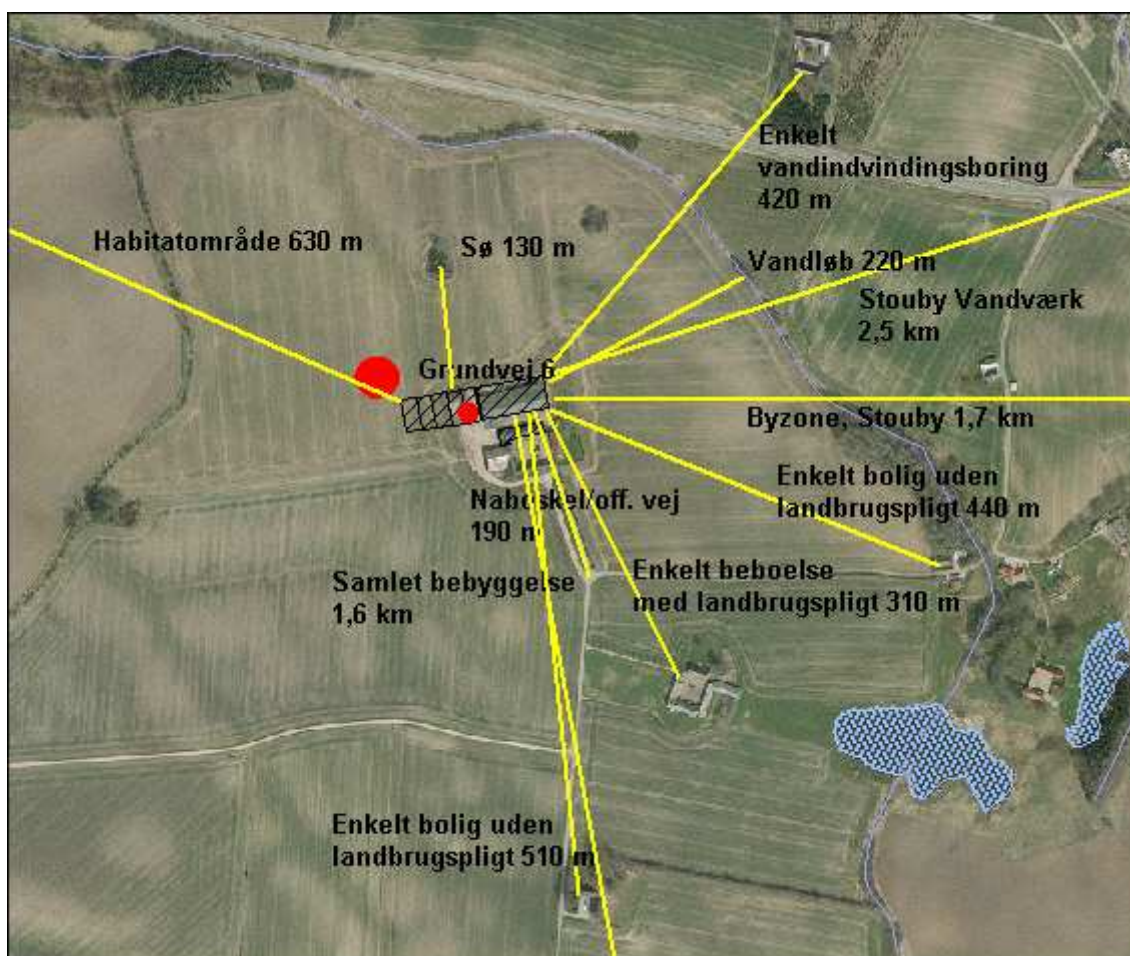 Enkelt
vandindvindingsboring
420 m
Habitatområde 630 m
Sø 130 m
Vandløb 220 m
Stouby Vandværk
2,5 km
Grundvej 6
Byzone, Stouby 1,7 km
Enkelt bolig uden
landbrugspligt 440 m
Naboskel/off. vej
190 m
Samlet bebyggelse
1,6 km
Enkelt beboelse
med landbrugspligt 310 m
Enkelt bolig uden
landbrugspligt 510 m